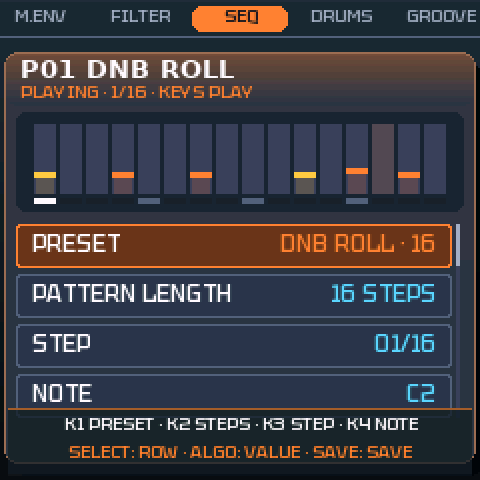 M.ENV FILTER SEQ DRUMS GROOVE
P01 DNB ROLL
PLAYING · 1/16 · KEYS PLAY
PRESET DNB ROLL · 16
PATTERN LENGTH 16 STEPS
STEP 01/16
NOTE C2
K1 PRESET · K2 STEPS · K3 STEP · K4 NOTE
SELECT: ROW · ALGO: VALUE · SAVE: SAVE